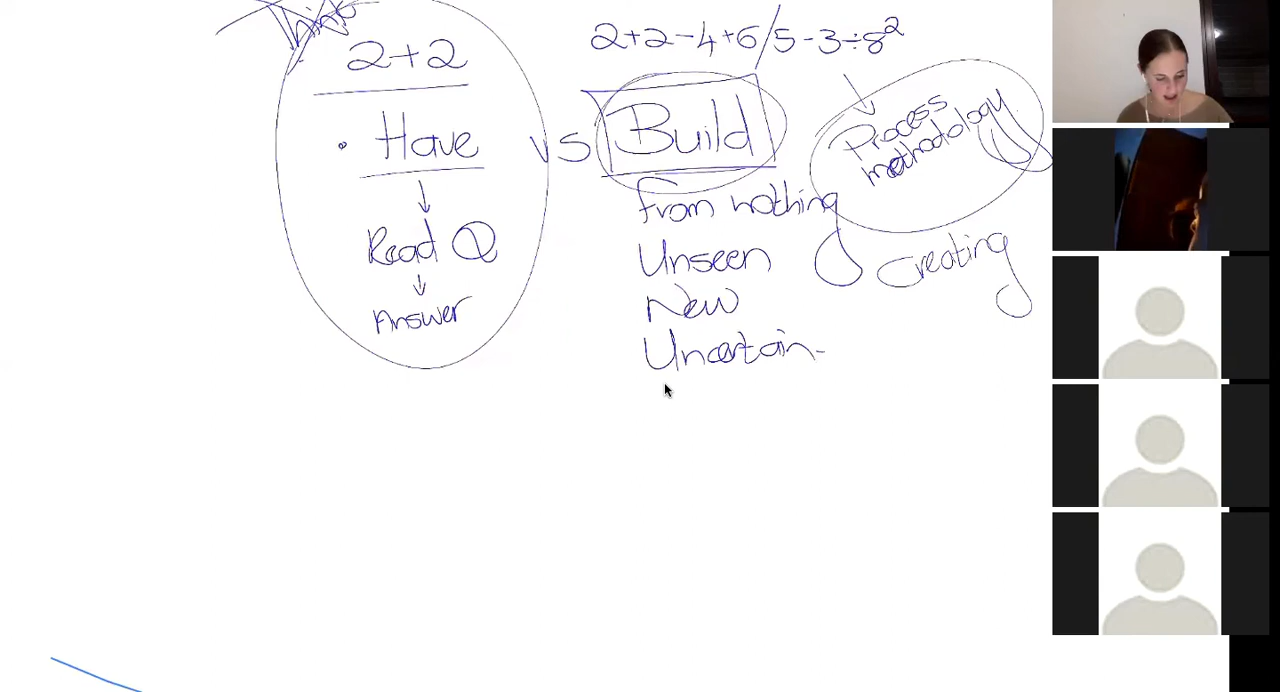 Think
2+2
2+2-4+6/5-3÷8²
Have vs Build
Process
methodology
Read Q
Answer
from nothing
Unseen
creating
New
Uncertain-